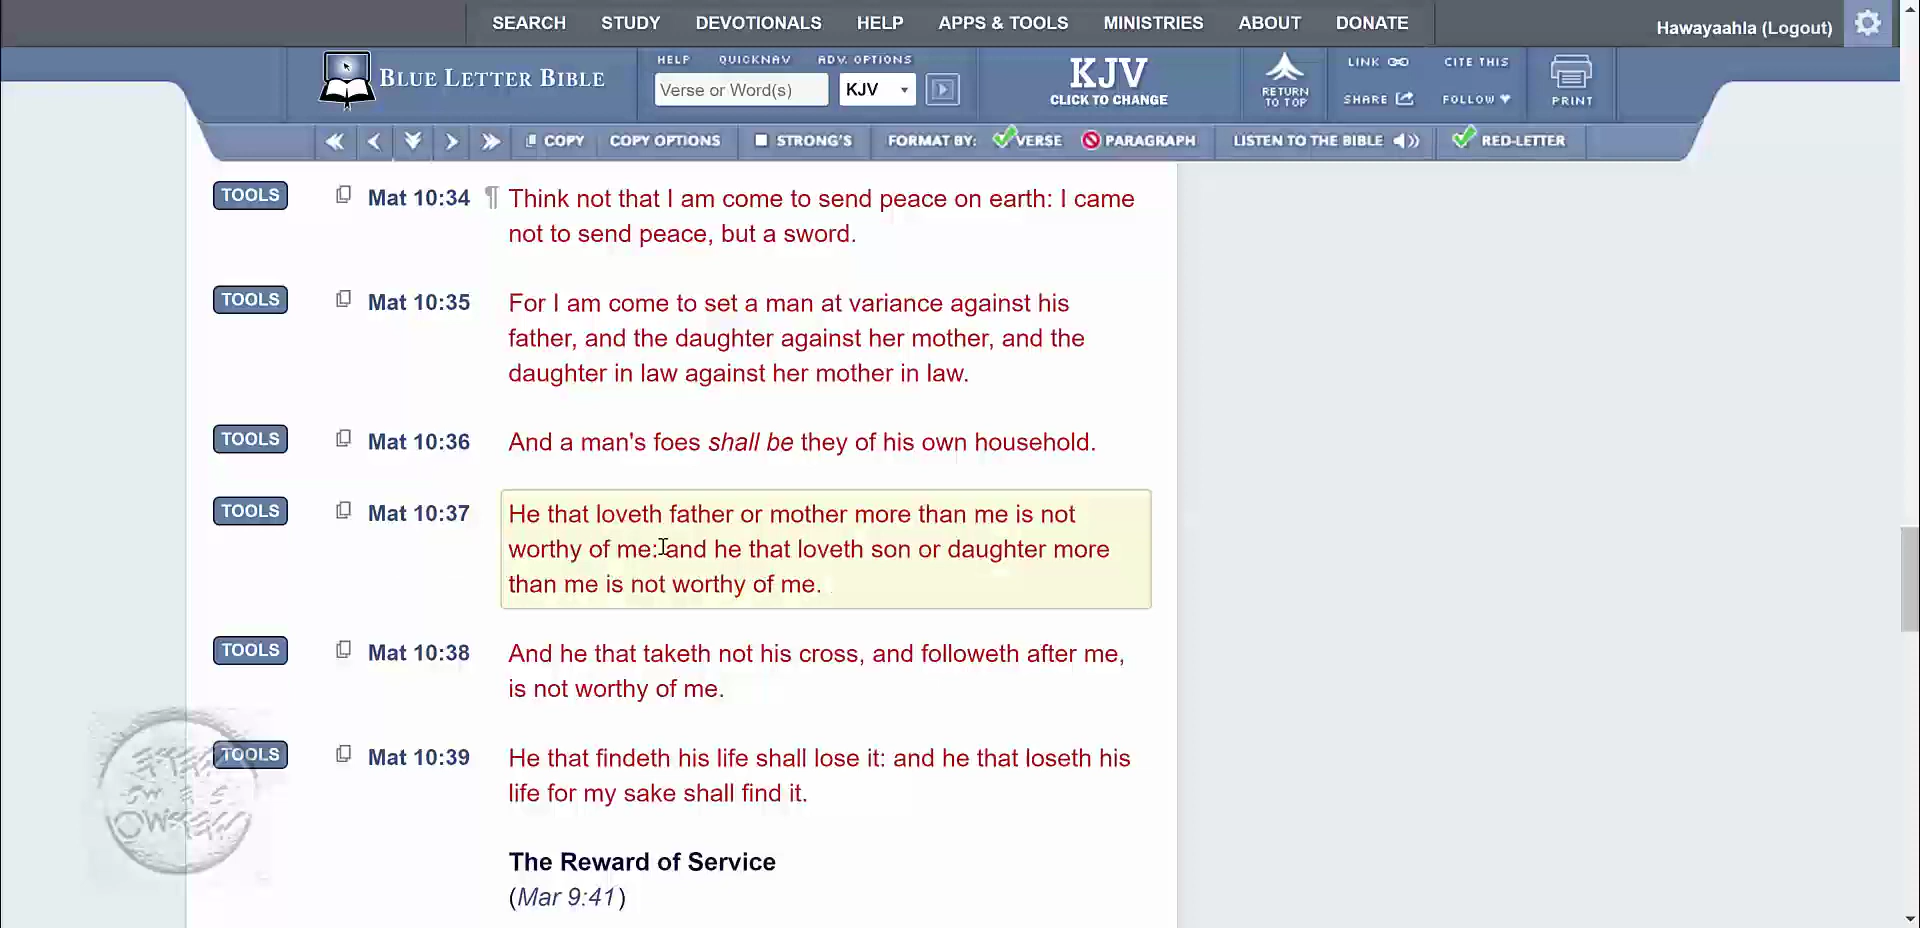 SEARCH STUDY DEVOTIONALS HELP APPS & TOOLS MINISTRIES ABOUT DONATE
Hawayaahla (Logout)
BLUE LETTER BIBLE
HELP QUICKNAV ADV. OPTIONS
Verse or Word(s) KJV
KJV
CLICK TO CHANGE
RETURN
TO TOP
LINK CITE THIS
SHARE FOLLOW
PRINT
COPY COPY OPTIONS STRONG'S FORMAT BY: VERSE PARAGRAPH LISTEN TO THE BIBLE RED-LETTER
TOOLS Mat 10:34 ¶ Think not that I am come to send peace on earth: I came
not to send peace, but a sword.
TOOLS Mat 10:35 For I am come to set a man at variance against his
father, and the daughter against her mother, and the
daughter in law against her mother in law.
TOOLS Mat 10:36 And a man's foes shall be they of his own household.
TOOLS Mat 10:37 He that loveth father or mother more than me is not
worthy of me: and he that loveth son or daughter more
than me is not worthy of me.
TOOLS Mat 10:38 And he that taketh not his cross, and followeth after me,
is not worthy of me.
TOOLS Mat 10:39 He that findeth his life shall lose it: and he that loseth his
life for my sake shall find it.
The Reward of Service
(Mar 9:41)